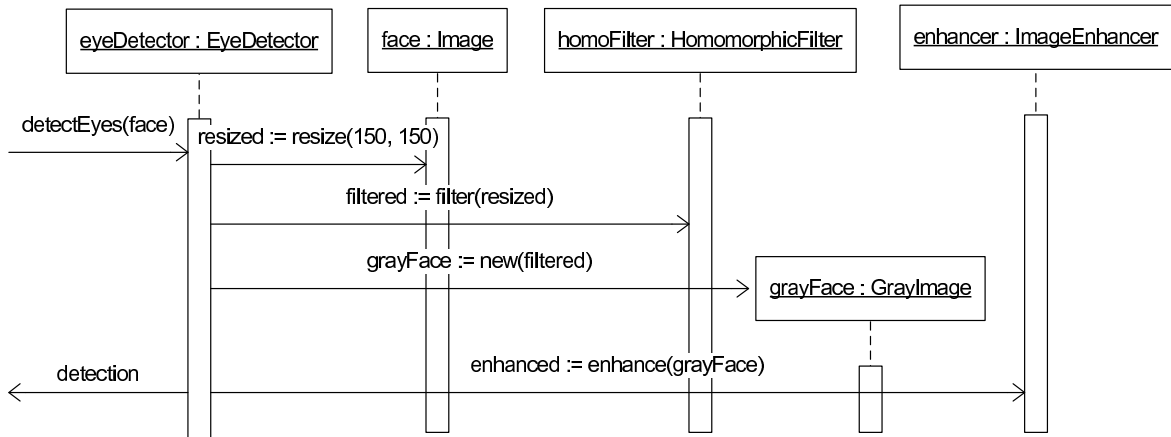 eyeDetector : EyeDetector
face : Image
homoFilter : HomomorphicFilter
enhancer : ImageEnhancer
detectEyes(face)
resized := resize(150, 150)
filtered := filter(resized)
grayFace := new(filtered)
grayFace : GrayImage
detection
enhanced := enhance(grayFace)